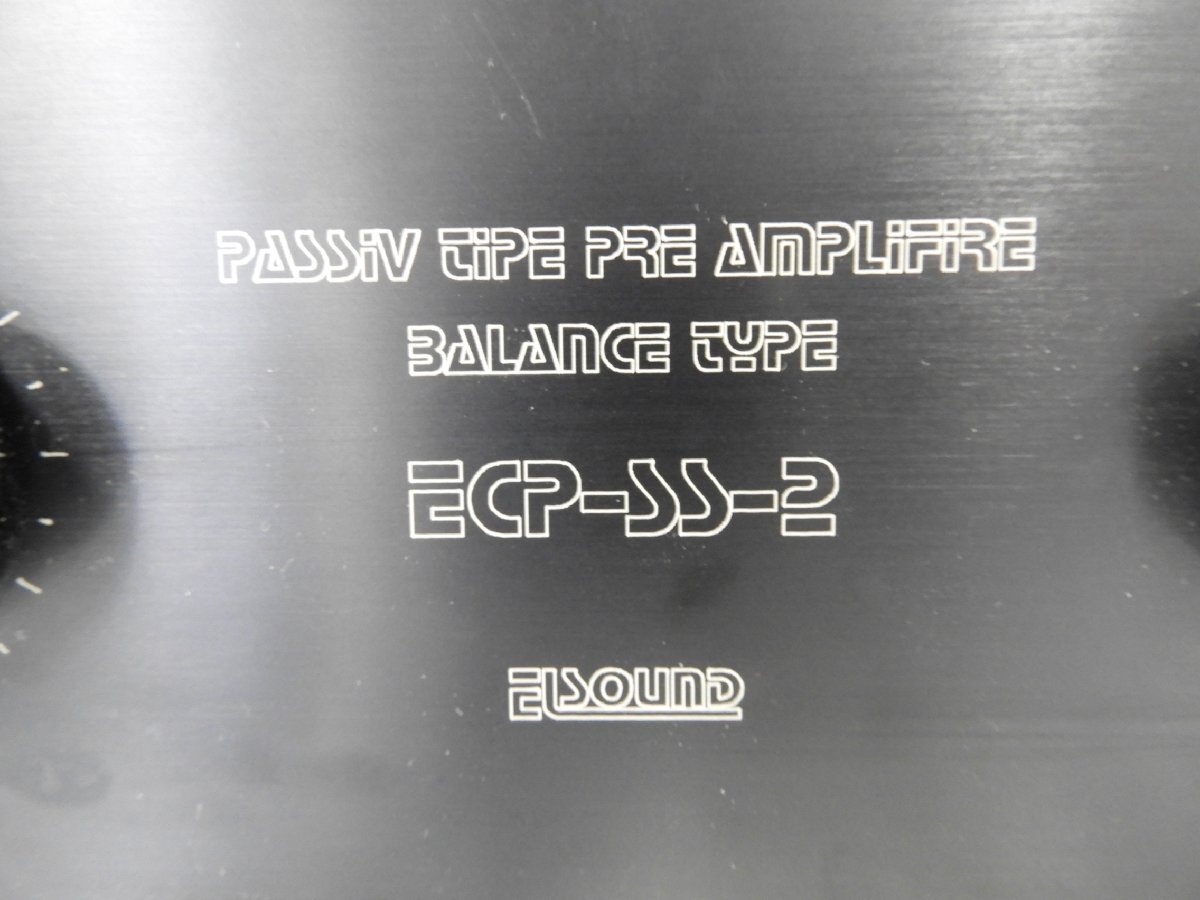 PASSiV TiPE PRE AMPLiFiRE
BALANCE TYPE
ECP-SS-2
ELSOUND